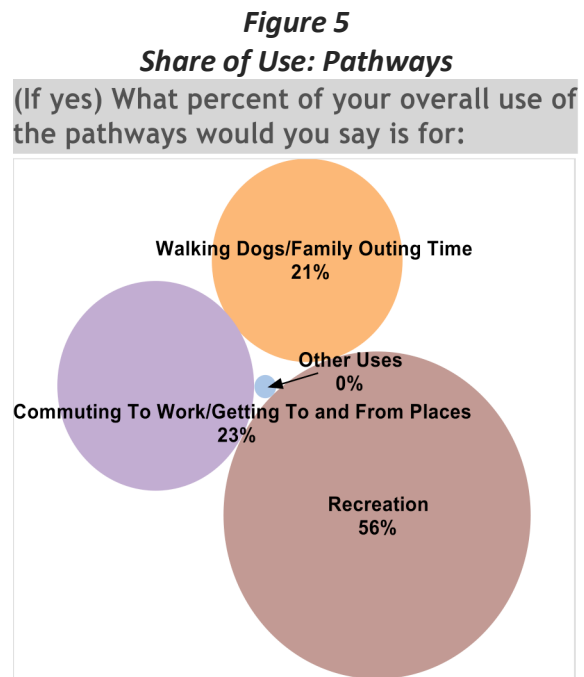 Figure 5
Share of Use: Pathways
(If yes) What percent of your overall use of
the pathways would you say is for:
Walking Dogs/Family Outing Time
21%
Other Uses
0%
Commuting To Work/Getting To and From Places
23%
Recreation
56%